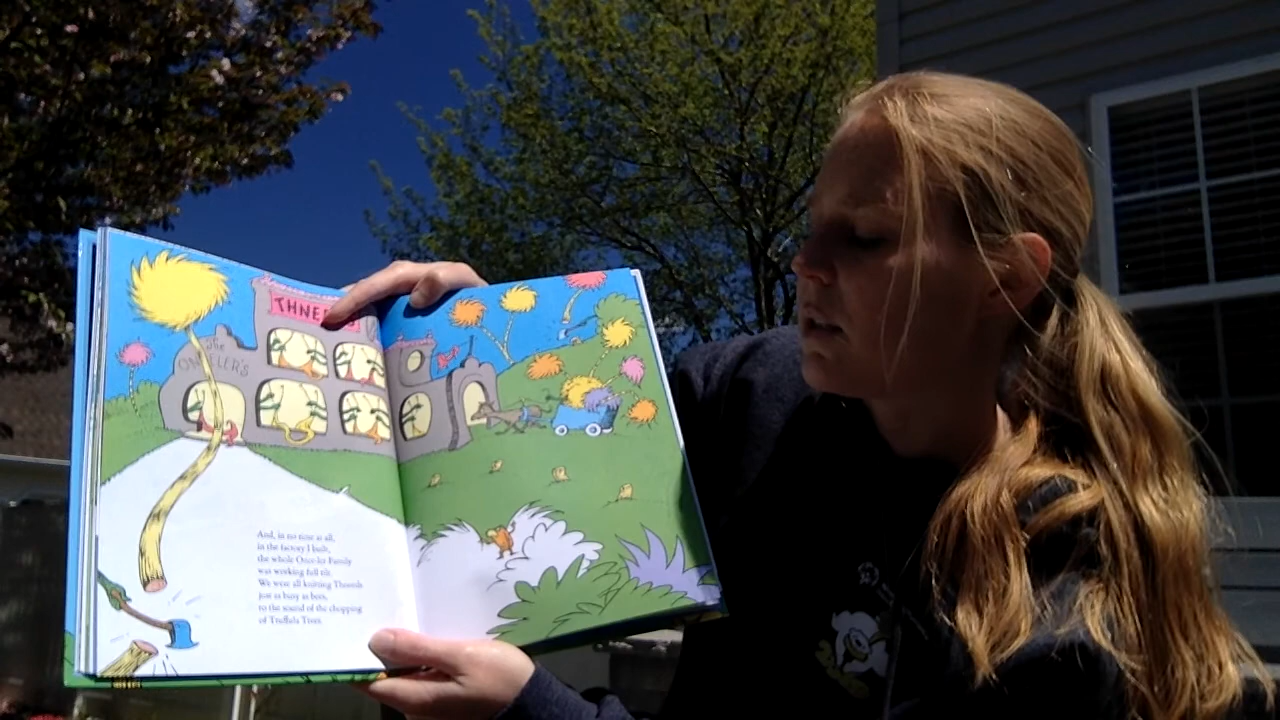 THNEE
The
ONCELER'S
And, in no time at all,
in the factory I built,
the whole Once-ler Family
was working full tilt.
We were all knitting Thneeds
just as busy as bees,
to the sound of the chopping
of Truffula Trees.